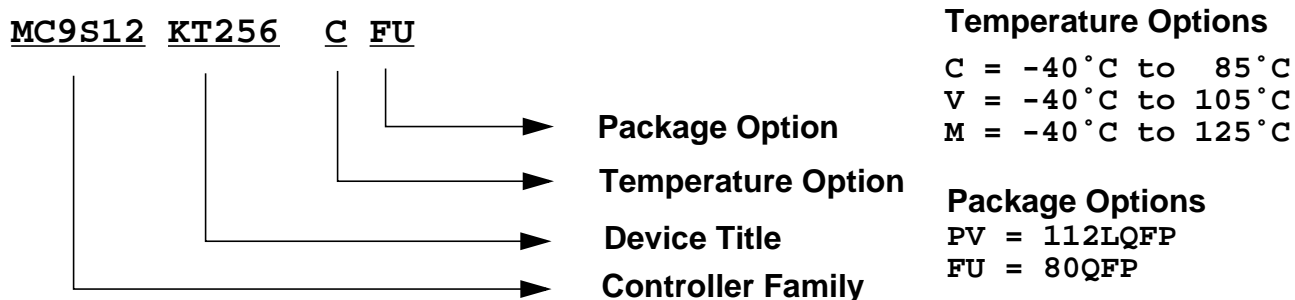 MC9S12 KT256 C FU
Package Option
Temperature Option
Device Title
Controller Family
Temperature Options
C = -40˚C to 85˚C
V = -40˚C to 105˚C
M = -40˚C to 125˚C
Package Options
PV = 112LQFP
FU = 80QFP